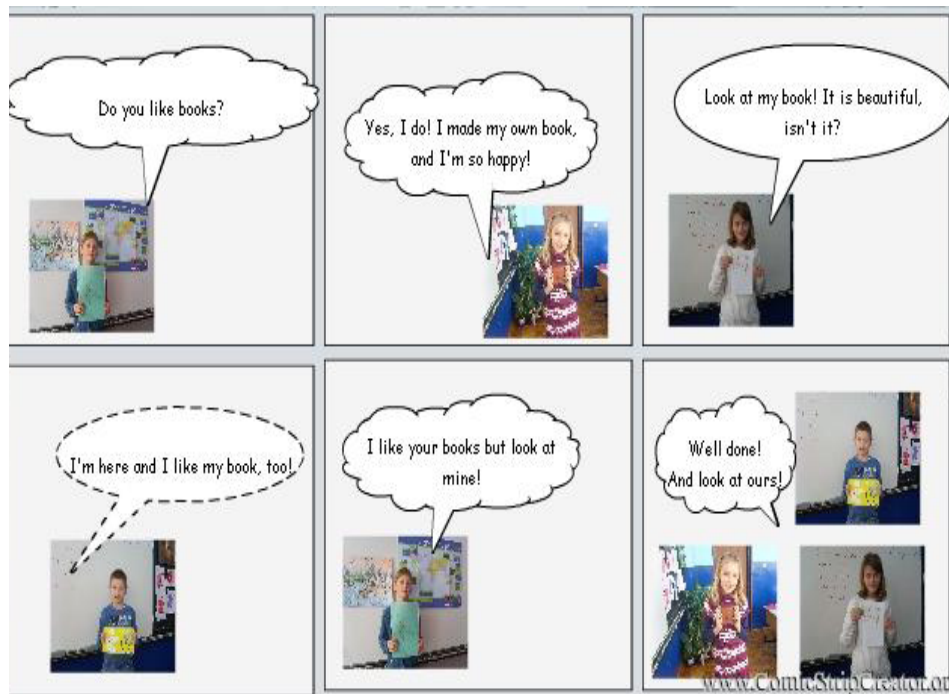 Do you like books?
Yes, I do! I made my own book,
and I'm so happy!
Look at my book! It is beautiful,
isn't it?
I'm here and I like my book, too!
I like your books but look at
mine!
Well done!
And look at ours!
www.ComicStripCreator.or